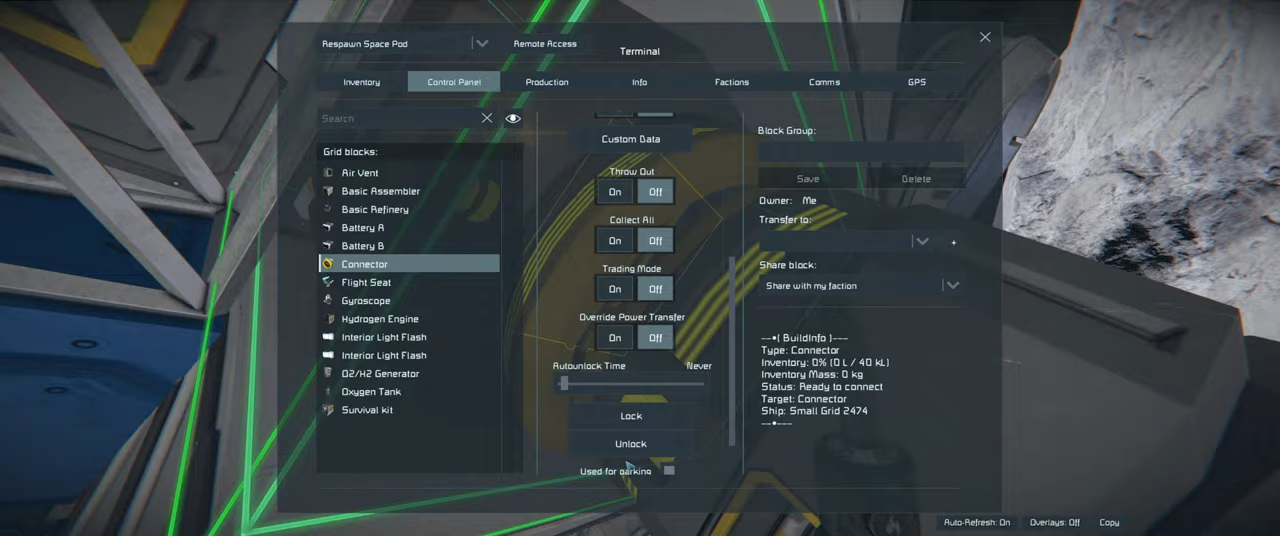 Respawn Space Pod
Remote Access
Terminal
Inventory
Control Panel
Production
Info
Factions
Comms
GPS
Search
Grid blocks:
Air Vent
Basic Assembler
Basic Refinery
Battery A
Battery B
Connector
Flight Seat
Gyroscope
Hydrogen Engine
Interior Light Flash
Interior Light Flash
O2/H2 Generator
Oxygen Tank
Survival kit
Custom Data
Throw Out
On Off
Collect All
On Off
Trading Mode
On Off
Override Power Transfer
On Off
Autounlock Time Never
Lock
Unlock
Used for parking
Block Group:
Save Delete
Owner: Me
Transfer to:
+
Share block:
Share with my faction
--•( BuildInfo )---
Type: Connector
Inventory: 0% (0 L / 40 kL)
Inventory Mass: 0 kg
Status: Ready to connect
Target: Connector
Ship: Small Grid 2474
--•---
Auto-Refresh: On Overlays: Off Copy